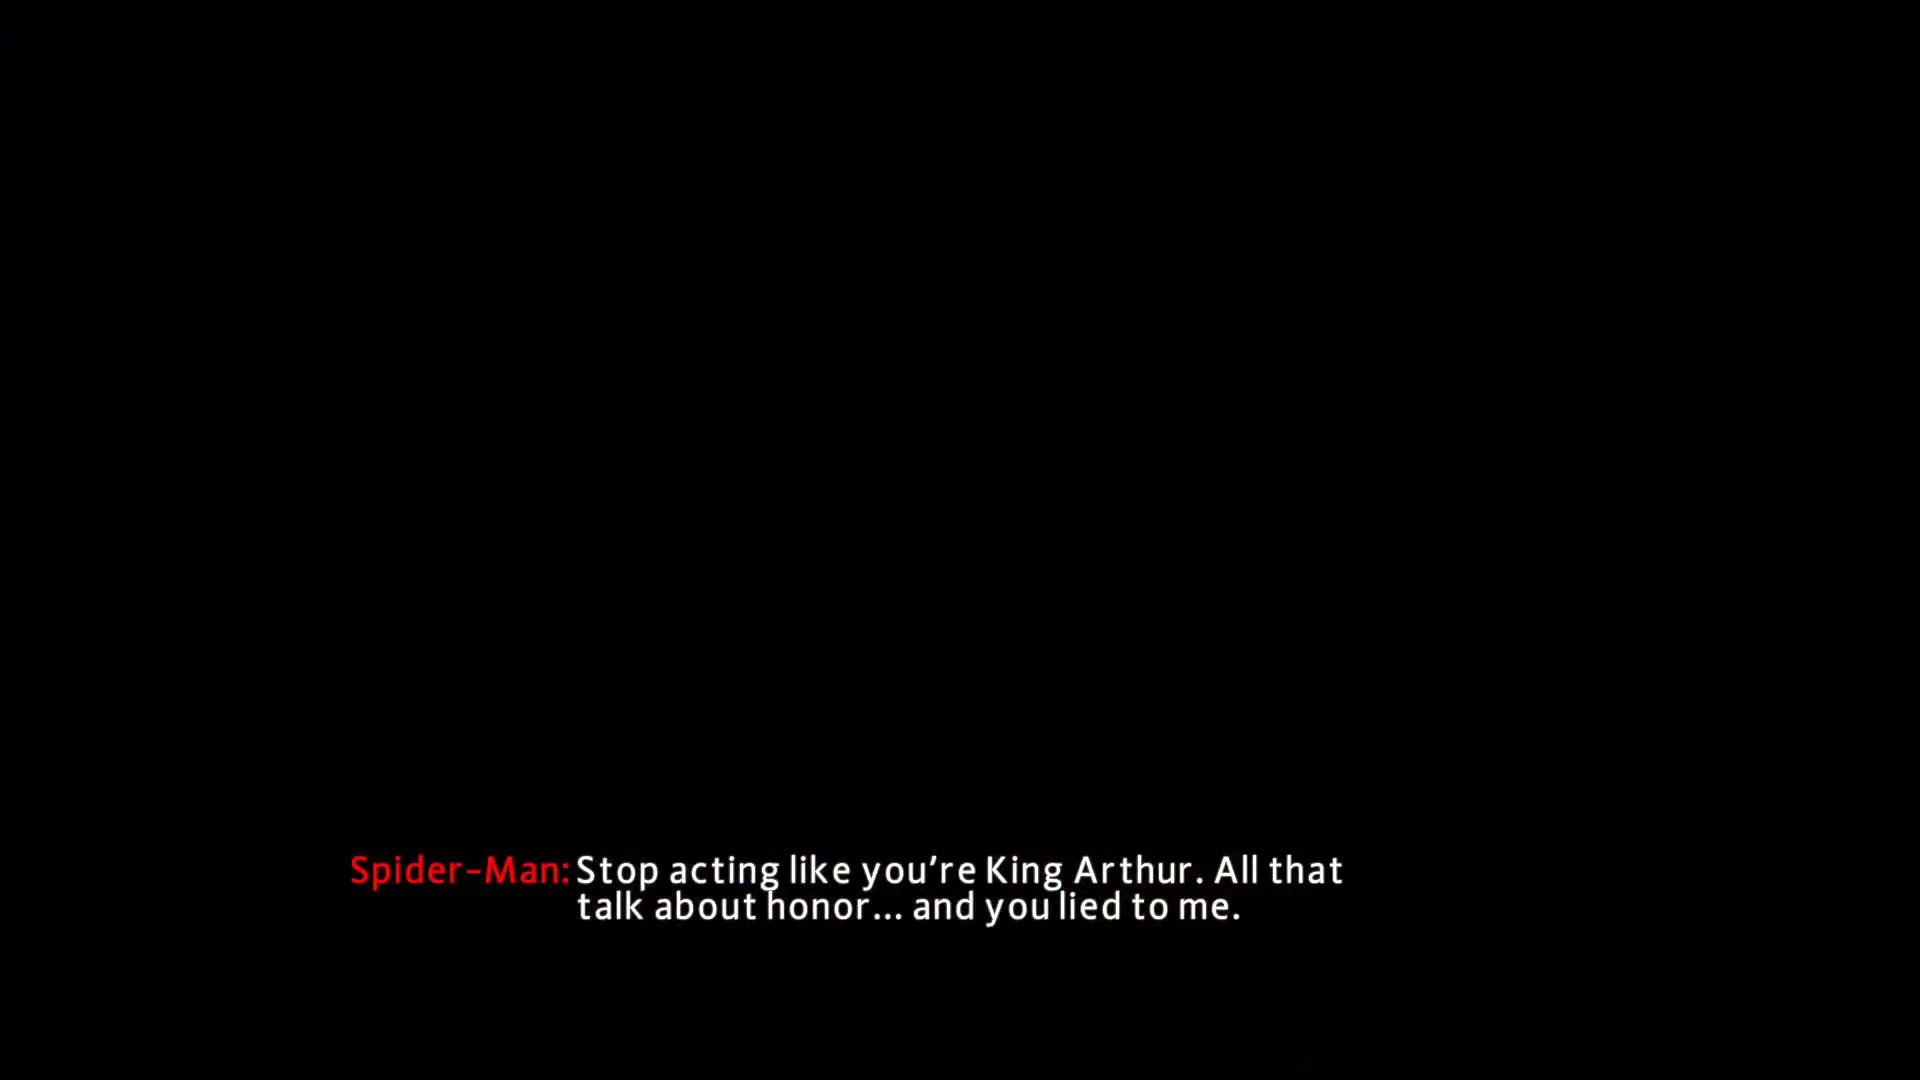 Spider-Man: Stop acting like you’re King Arthur. All that
talk about honor... and you lied to me.